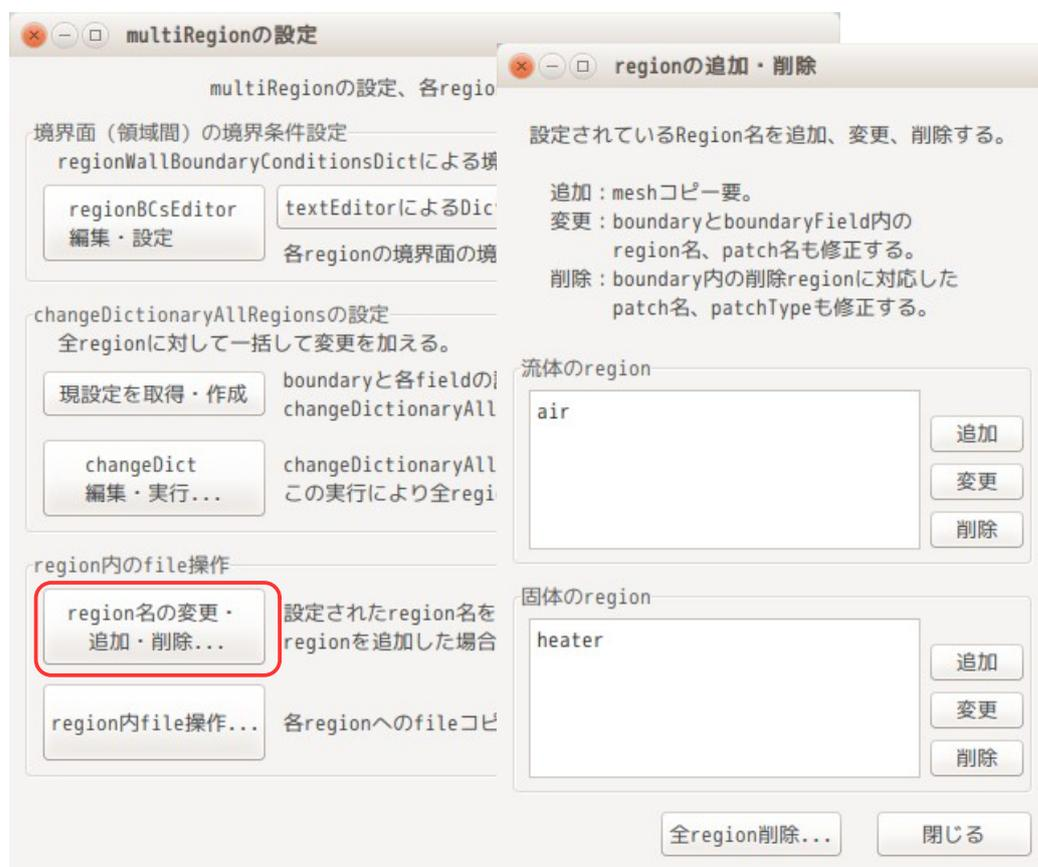 multiRegionの設定
multiRegionの設定、各regio
境界面（領域間）の境界条件設定
regionWallBoundaryConditionsDictによる境
regionBCsEditor
編集・設定
textEditorによるDic
各regionの境界面の境
changeDictionaryAllRegionsの設定
全regionに対して一括して変更を加える。
現設定を取得・作成
boundaryと各fieldの
changeDictionaryAll
changeDict
編集・実行...
changeDictionaryAll
この実行により全regi
region内のfile操作
region名の変更・
追加・削除...
設定されたregion名を
regionを追加した場合
region内file操作...
各regionへのfileコピ
regionの追加・削除
設定されているRegion名を追加、変更、削除する。
追加：meshコピー要。
変更：boundaryとboundaryField内の
region名、patch名も修正する。
削除：boundary内の削除regionに対応した
patch名、patchTypeも修正する。
流体のregion
air
追加
変更
削除
固体のregion
heater
追加
変更
削除
全region削除...
閉じる